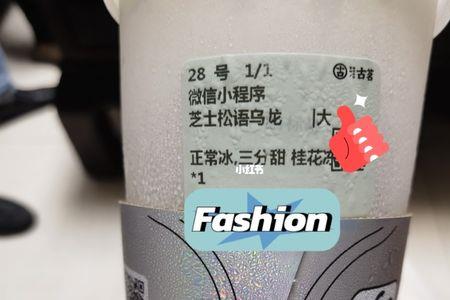 28 号 1/1
古茗
微信小程序
芝士松语乌龙 大
正常冰,三分甜 桂花冻
*1
小红书
Fashion